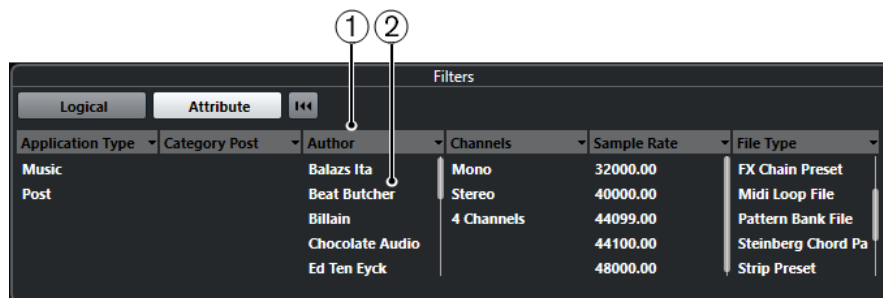 1 2
Filters
Logical Attribute
Application Type Category Post Author Channels Sample Rate File Type
Music Balazs Ita Mono 32000.00 FX Chain Preset
Post Beat Butcher Stereo 40000.00 Midi Loop File
Billain 4 Channels 44099.00 Pattern Bank File
Chocolate Audio 44100.00 Steinberg Chord Pa
Ed Ten Eyck 48000.00 Strip Preset